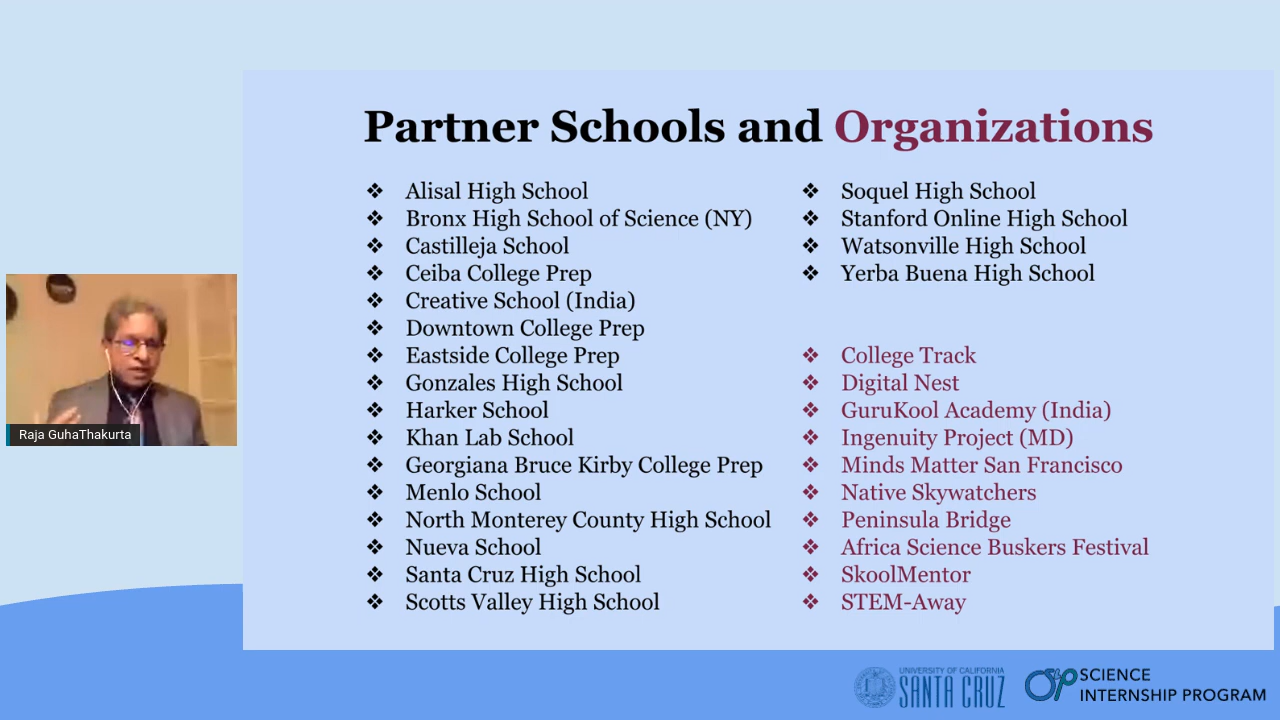 Partner Schools and Organizations
❖ Alisal High School
❖ Bronx High School of Science (NY)
❖ Castilleja School
❖ Ceiba College Prep
❖ Creative School (India)
❖ Downtown College Prep
❖ Eastside College Prep
❖ Gonzales High School
❖ Harker School
❖ Khan Lab School
❖ Georgiana Bruce Kirby College Prep
❖ Menlo School
❖ North Monterey County High School
❖ Nueva School
❖ Santa Cruz High School
❖ Scotts Valley High School
❖ Soquel High School
❖ Stanford Online High School
❖ Watsonville High School
❖ Yerba Buena High School
❖ College Track
❖ Digital Nest
❖ GuruKool Academy (India)
❖ Ingenuity Project (MD)
❖ Minds Matter San Francisco
❖ Native Skywatchers
❖ Peninsula Bridge
❖ Africa Science Buskers Festival
❖ SkoolMentor
❖ STEM-Away
Raja GuhaThakurta
UNIVERSITY OF CALIFORNIA
SANTA CRUZ
SCIENCE
INTERNSHIP PROGRAM